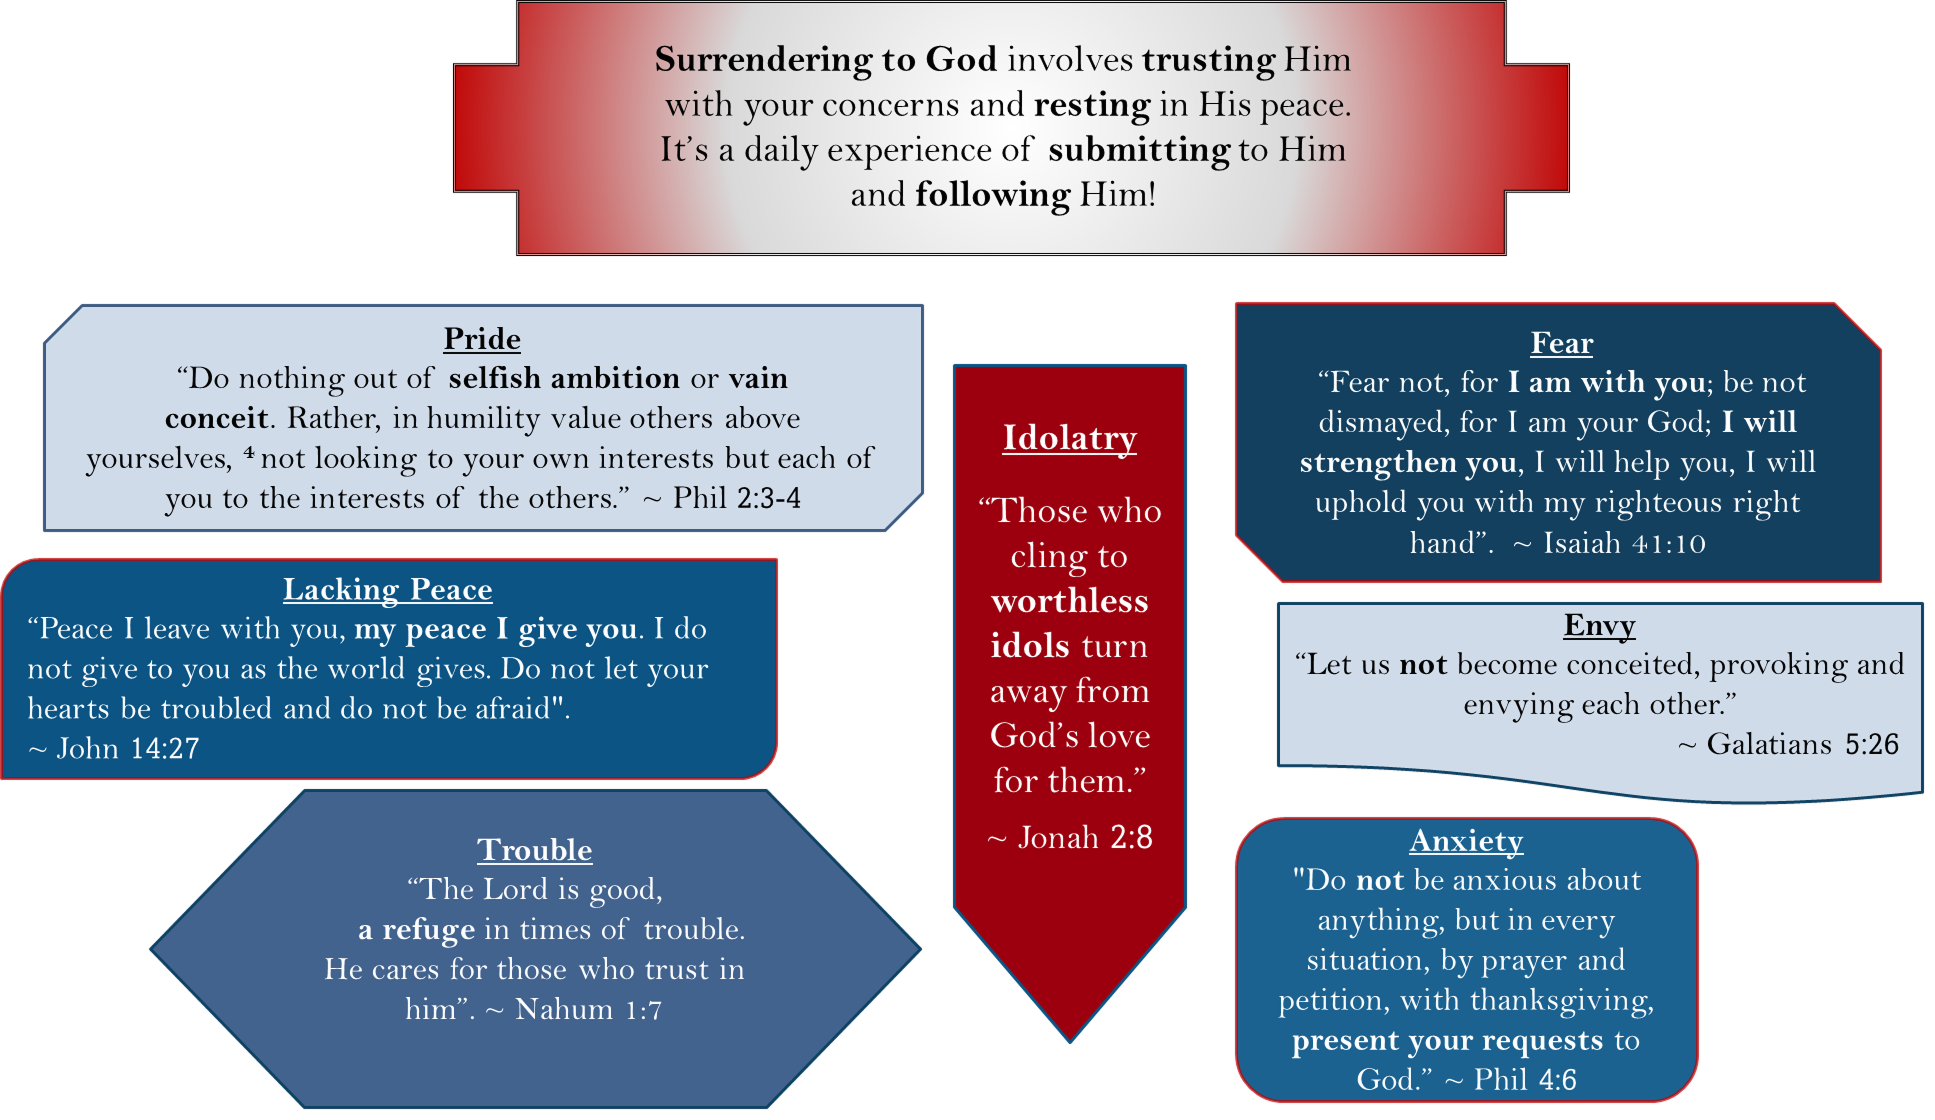 Surrendering to God involves trusting Him
with your concerns and resting in His peace.
It’s a daily experience of submitting to Him
and following Him!
Pride
“Do nothing out of selfish ambition or vain
conceit. Rather, in humility value others above
yourselves, ⁴ not looking to your own interests but each of
you to the interests of the others.” ~ Phil 2:3-4
Lacking Peace
“Peace I leave with you, my peace I give you. I do
not give to you as the world gives. Do not let your
hearts be troubled and do not be afraid".
~ John 14:27
Trouble
“The Lord is good,
a refuge in times of trouble.
He cares for those who trust in
him”. ~ Nahum 1:7
Idolatry
“Those who
cling to
worthless
idols turn
away from
God’s love
for them.”
~ Jonah 2:8
Fear
“Fear not, for I am with you; be not
dismayed, for I am your God; I will
strengthen you, I will help you, I will
uphold you with my righteous right
hand”. ~ Isaiah 41:10
Envy
“Let us not become conceited, provoking and
envying each other.”
~ Galatians 5:26
Anxiety
"Do not be anxious about
anything, but in every
situation, by prayer and
petition, with thanksgiving,
present your requests to
God.” ~ Phil 4:6